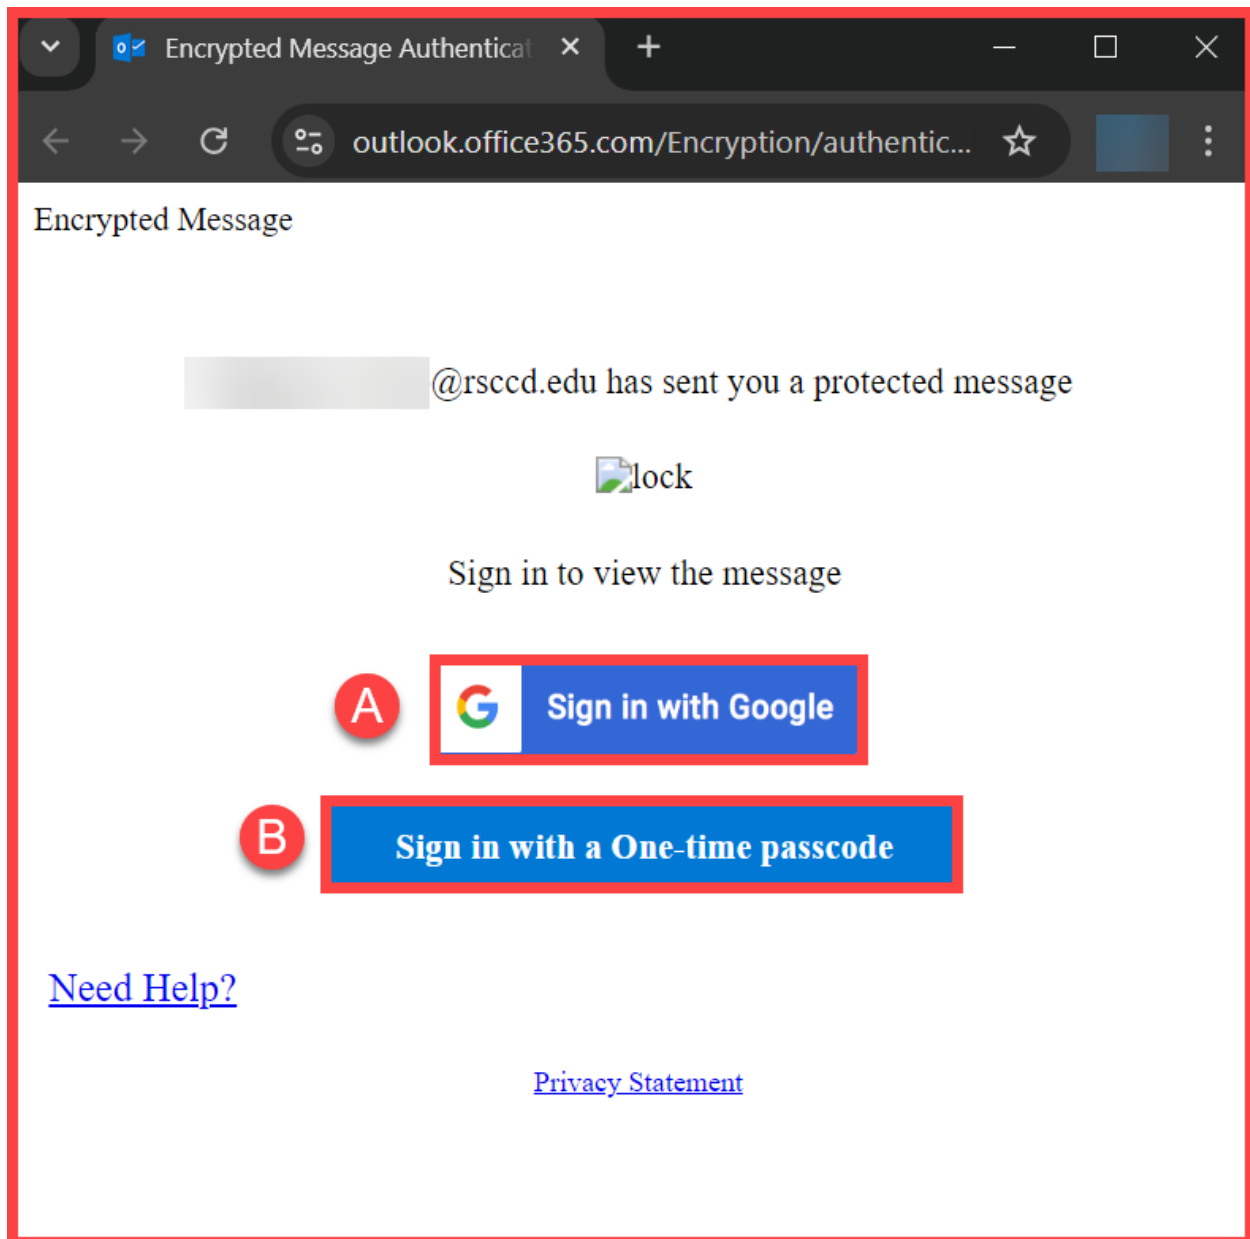 Encrypted Message Authenticat
outlook.office365.com/Encryption/authentic...
Encrypted Message
@rsccd.edu has sent you a protected message
lock
Sign in to view the message
A
G Sign in with Google
B
Sign in with a One-time passcode
Need Help?
Privacy Statement